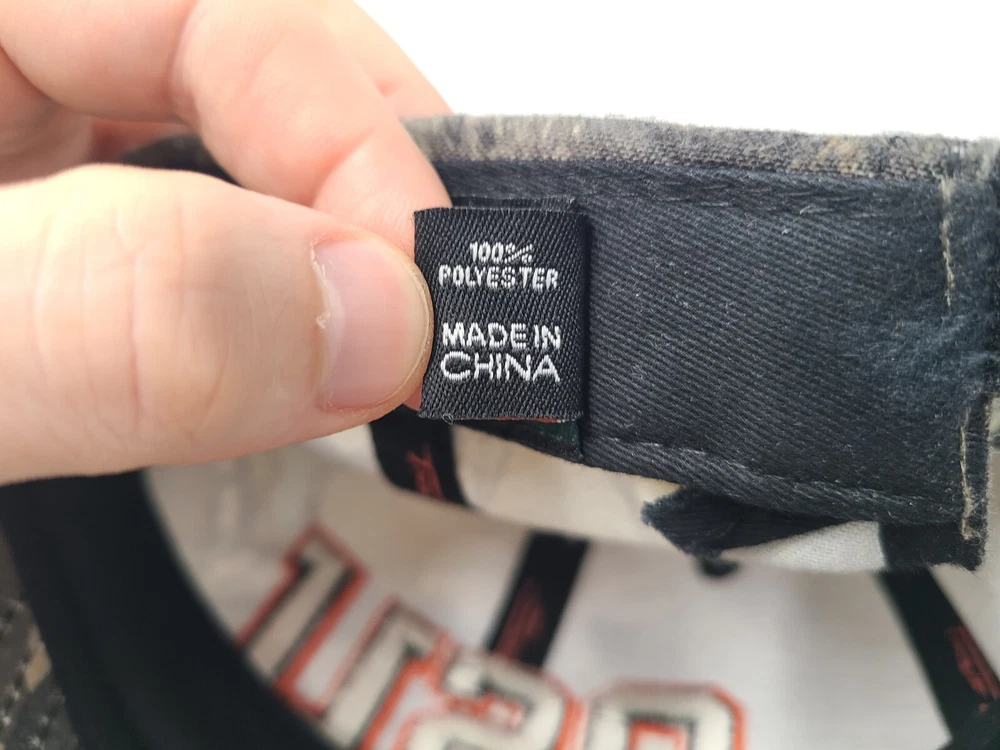 100%
POLYESTER
MADE IN
CHINA